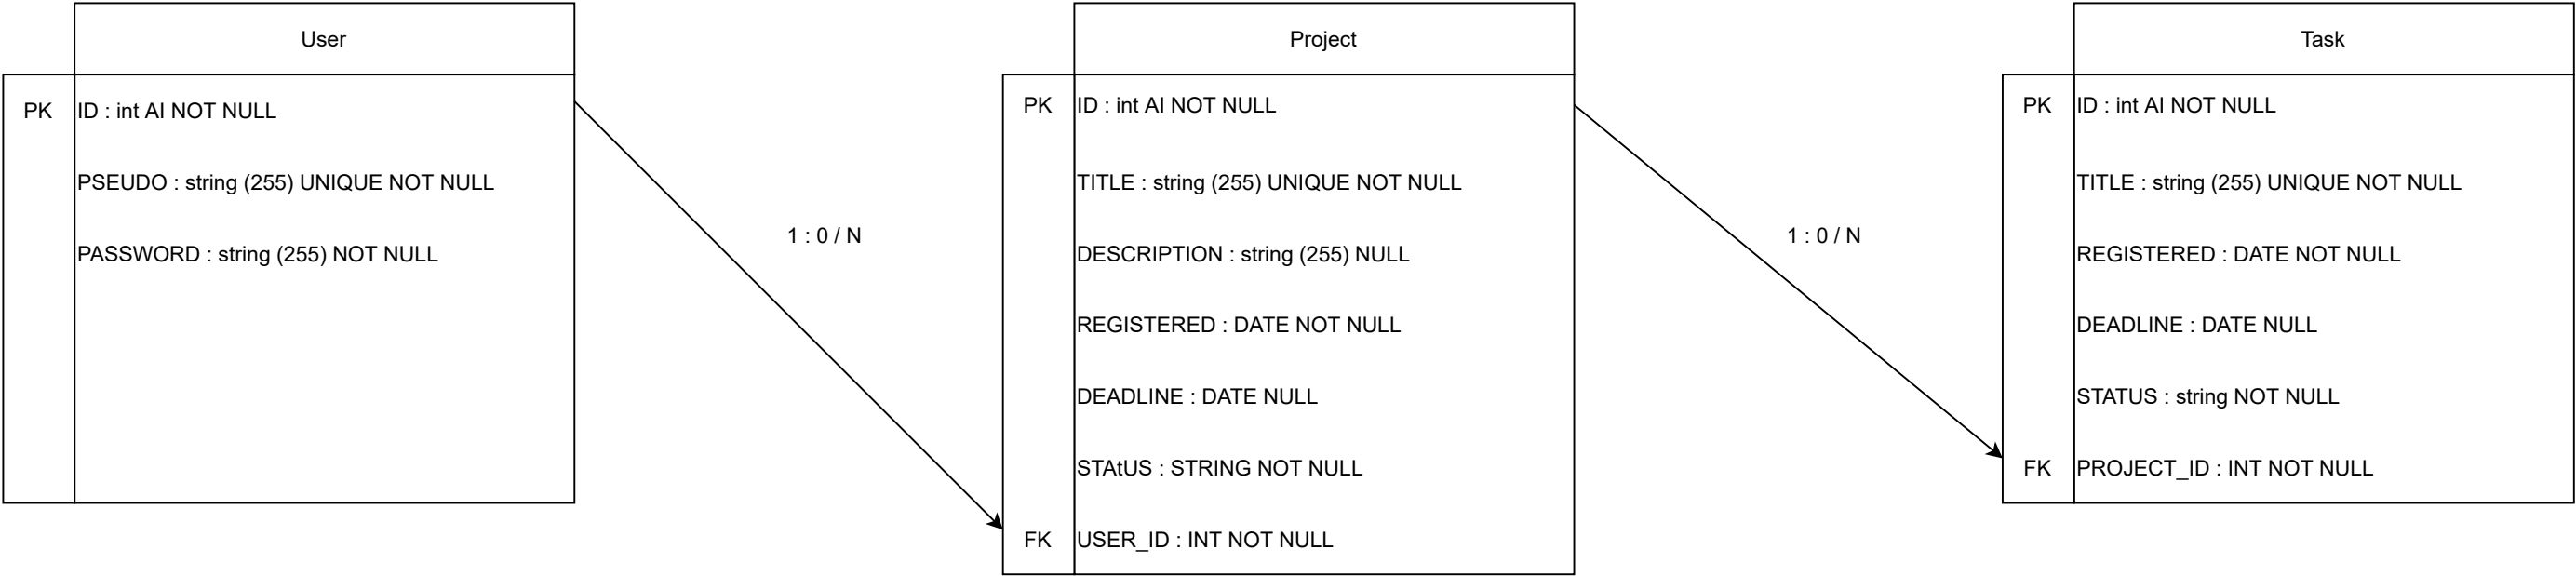 User
PK
ID : int AI NOT NULL
PSEUDO : string (255) UNIQUE NOT NULL
PASSWORD : string (255) NOT NULL
1 : 0 / N
Project
PK
ID : int AI NOT NULL
TITLE : string (255) UNIQUE NOT NULL
DESCRIPTION : string (255) NULL
REGISTERED : DATE NOT NULL
DEADLINE : DATE NULL
STAtUS : STRING NOT NULL
FK
USER_ID : INT NOT NULL
1 : 0 / N
Task
PK
ID : int AI NOT NULL
TITLE : string (255) UNIQUE NOT NULL
REGISTERED : DATE NOT NULL
DEADLINE : DATE NULL
STATUS : string NOT NULL
FK
PROJECT_ID : INT NOT NULL